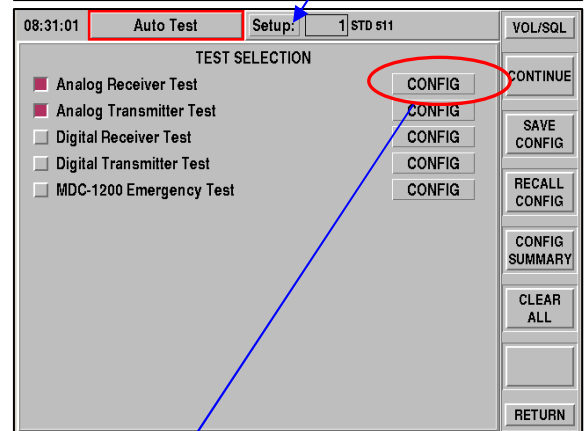 08:31:01 Auto Test Setup: 1 STD 511 VOL/SQL
TEST SELECTION
Analog Receiver Test CONFIG
Analog Transmitter Test CONFIG
Digital Receiver Test CONFIG
Digital Transmitter Test CONFIG
MDC-1200 Emergency Test CONFIG
CONTINUE
SAVE
CONFIG
RECALL
CONFIG
CONFIG
SUMMARY
CLEAR
ALL
RETURN